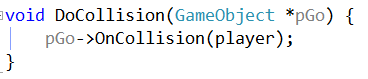 void DoCollision(GameObject *pGo) {
pGo->OnCollision(player);
}